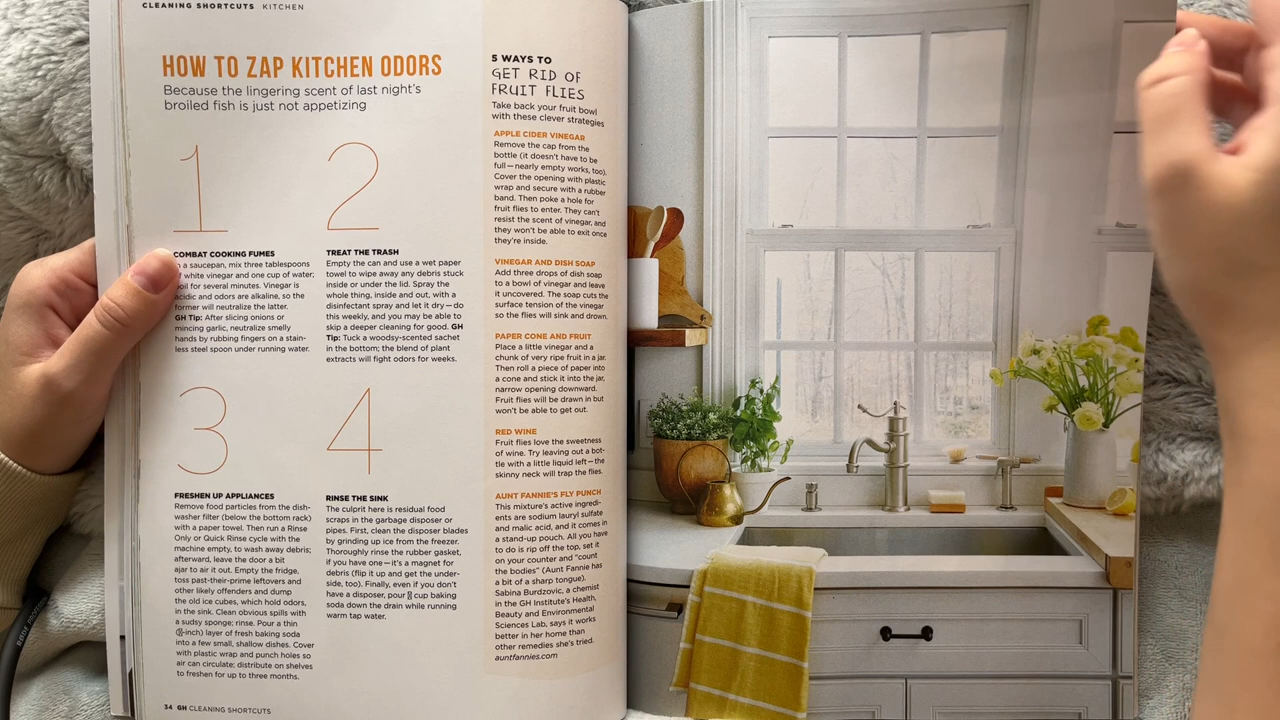 CLEANING SHORTCUTS KITCHEN
HOW TO ZAP KITCHEN ODORS
Because the lingering scent of last night's
broiled fish is just not appetizing
1
COMBAT COOKING FUMES
a saucepan, mix three tablespoons
white vinegar and one cup of water;
boil for several minutes. Vinegar is
acidic and odors are alkaline, so the
former will neutralize the latter.
GH Tip: After slicing onions or
mincing garlic, neutralize smelly
hands by rubbing fingers on a stain-
less steel spoon under running water.
2
TREAT THE TRASH
Empty the can and use a wet paper
towel to wipe away any debris stuck
inside or under the lid. Spray the
whole thing, inside and out, with a
disinfectant spray and let it dry—do
this weekly, and you may be able to
skip a deeper cleaning for good. GH
Tip: Tuck a woodsy-scented sachet
in the bottom; the blend of plant
extracts will fight odors for weeks.
3
FRESHEN UP APPLIANCES
Remove food particles from the dish-
washer filter (below the bottom rack)
with a paper towel. Then run a Rinse
Only or Quick Rinse cycle with the
machine empty, to wash away debris;
afterward, leave the door a bit
ajar to air it out. Empty the fridge,
toss past-their-prime leftovers and
other likely offenders and dump
the old ice cubes, which hold odors,
in the sink. Clean obvious spills with
a sudsy sponge; rinse. Pour a thin
-inch) layer of fresh baking soda
into a few small, shallow dishes. Cover
with plastic wrap and punch holes so
air can circulate; distribute on shelves
to freshen for up to three months.
4
RINSE THE SINK
The culprit here is residual food
scraps in the garbage disposer or
pipes. First, clean the disposer blades
by grinding up ice from the freezer.
Thoroughly rinse the rubber gasket,
if you have one—it's a magnet for
debris (flip it up and get the under-
side, too). Finally, even if you don't
have a disposer, pour cup baking
soda down the drain while running
warm tap water.
5 WAYS TO
GET RID OF
FRUIT FLIES
Take back your fruit bowl
with these clever strategies
APPLE CIDER VINEGAR
Remove the cap from the
bottle (it doesn't have to be
full—nearly empty works, too).
Cover the opening with plastic
wrap and secure with a rubber
band. Then poke a hole for
fruit flies to enter. They can't
resist the scent of vinegar, and
they won't be able to exit once
they're inside.
VINEGAR AND DISH SOAP
Add three drops of dish soap
to a bowl of vinegar and leave
it uncovered. The soap cuts the
surface tension of the vinegar
so the flies will sink and drown.
PAPER CONE AND FRUIT
Place a little vinegar and a
chunk of very ripe fruit in a jar.
Then roll a piece of paper into
a cone and stick it into the jar,
narrow opening downward.
Fruit flies will be drawn in but
won't be able to get out.
RED WINE
Fruit flies love the sweetness
of wine. Try leaving out a bot-
tle with a little liquid left—the
skinny neck will trap the flies.
AUNT FANNIE'S FLY PUNCH
This mixture's active ingredi-
ents are sodium lauryl sulfate
and malic acid, and it comes in
a stand-up pouch. All you have
to do is rip off the top, set it
on your counter and "count
the bodies" (Aunt Fannie has
a bit of a sharp tongue).
Sabina Burdzovic, a chemist
in the GH Institute's Health,
Beauty and Environmental
Sciences Lab, says it works
better in her home than
other remedies she's tried.
auntfannies.com
34 GH CLEANING SHORTCUTS